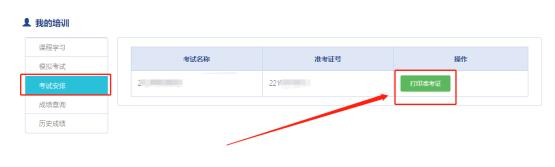 我的培训
课程学习
模拟考试
考试安排
成绩查询
历史成绩
考试名称 准考证号 操作
2 221 打印准考证